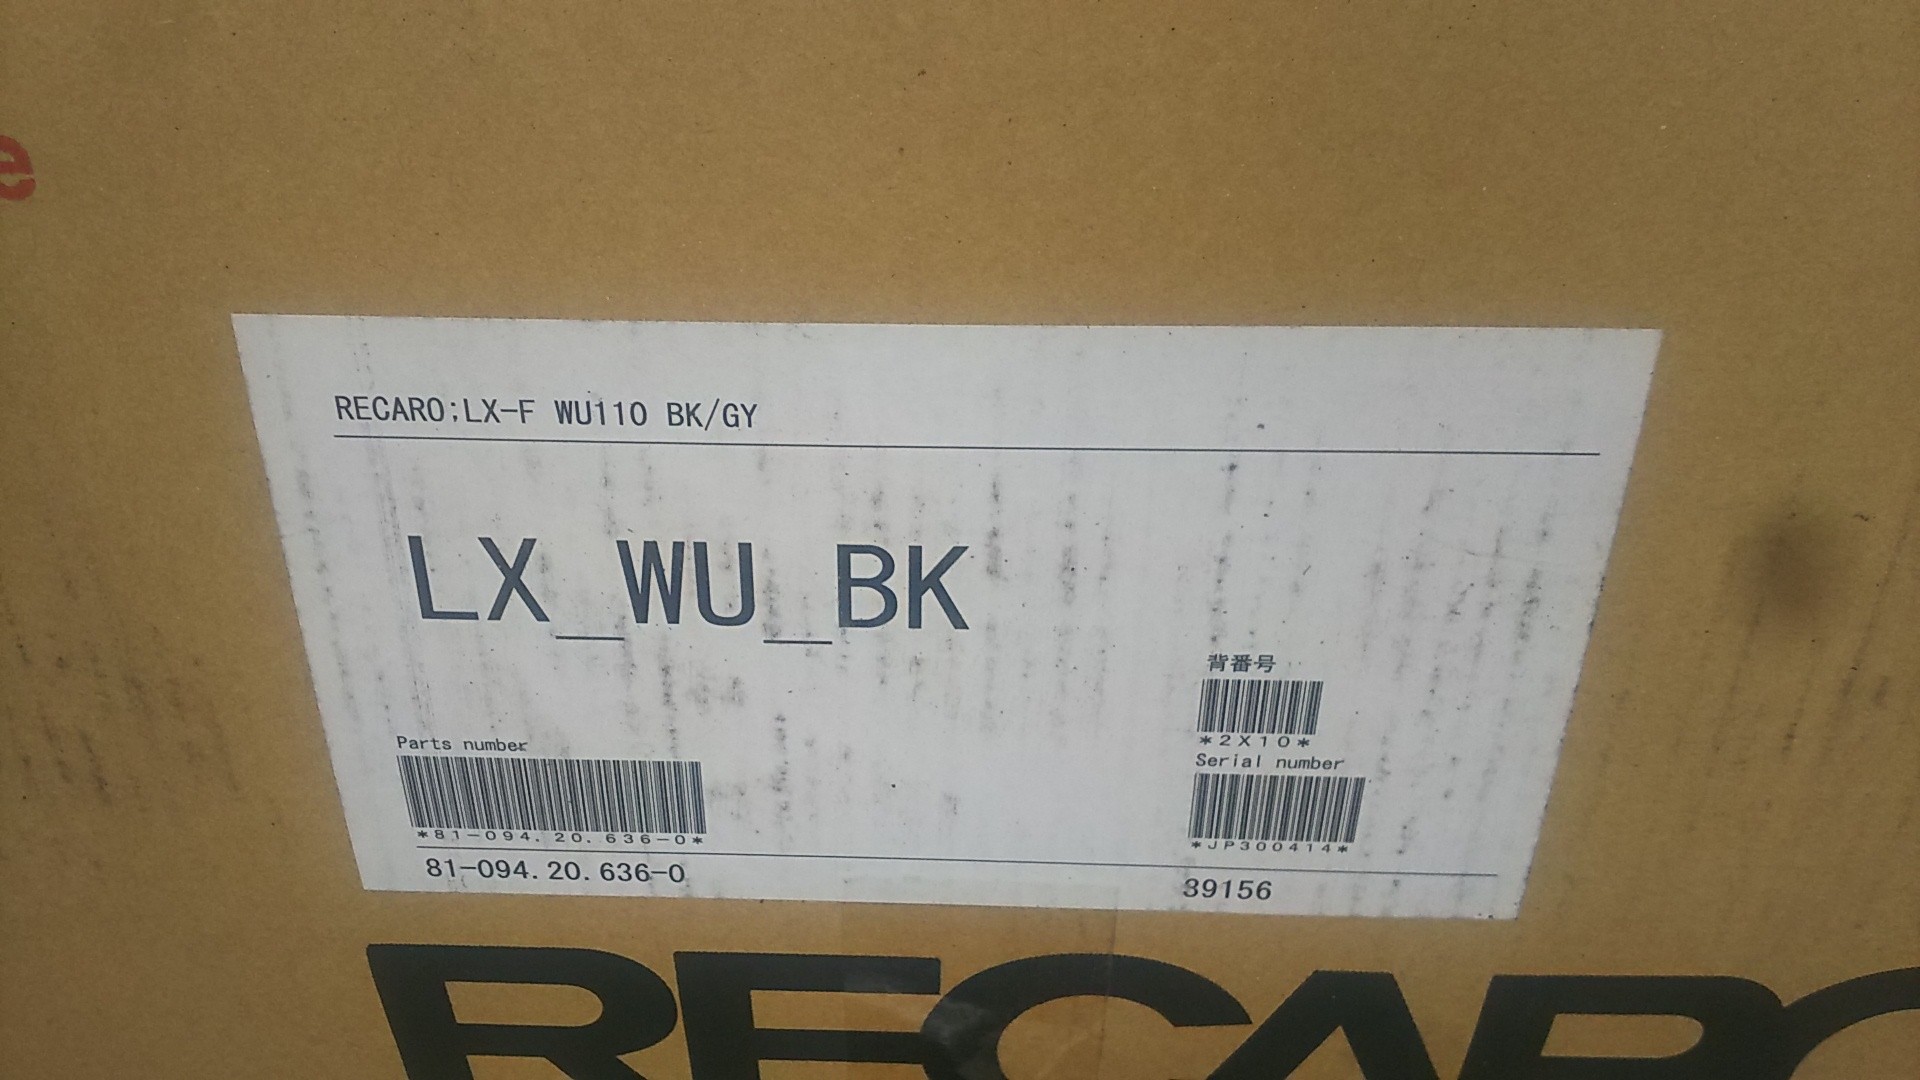 e
RECARO;LX-F WU110 BK/GY
LX_WU_BK
背番号
*2X10*
Parts number
Serial number
*81-094.20.636-0*
*JP300414*
81-094.20.636-0
39156
RECARO